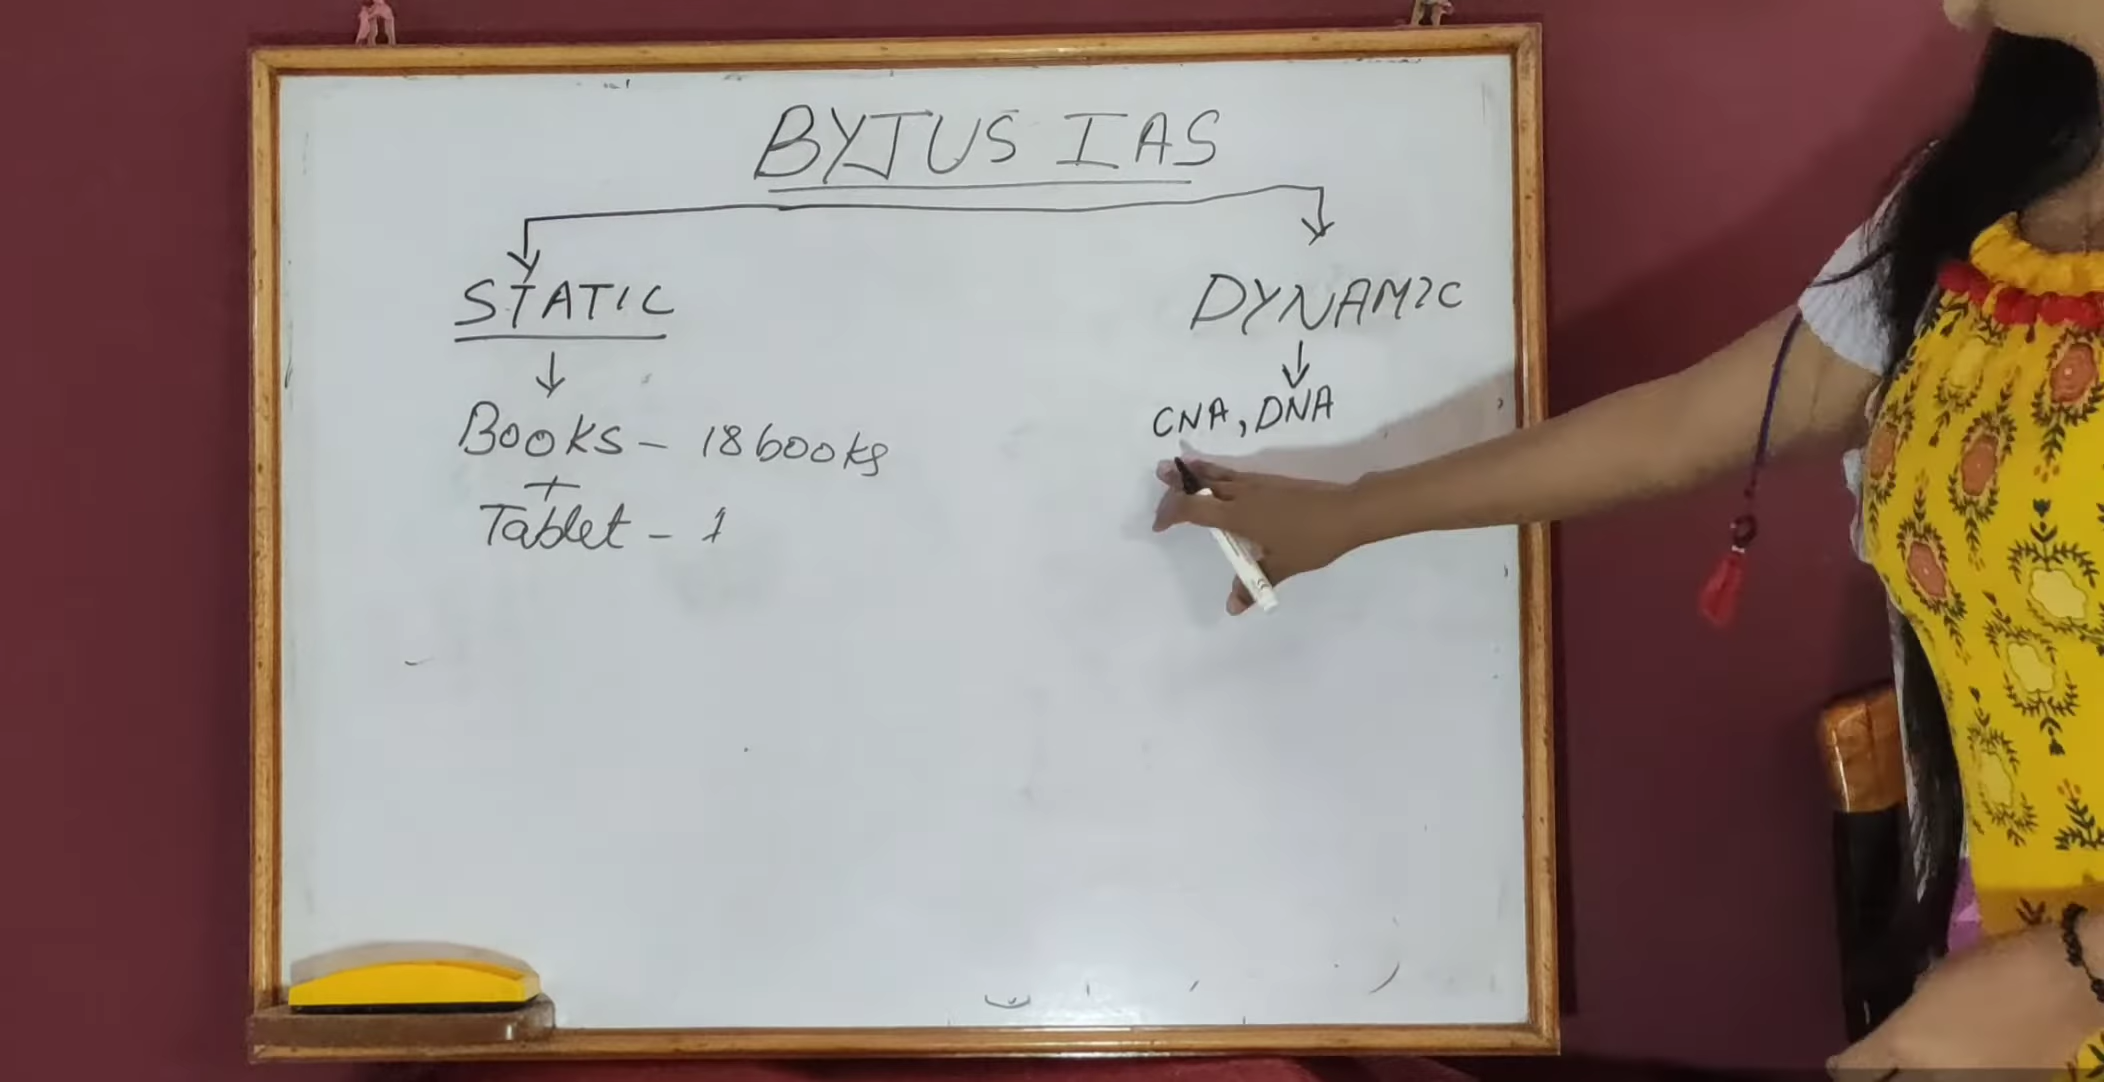 BYJUS IAS
STATIC
DYNAMIC
Books - 18 books
+
Tablet - 1
CNA, DNA